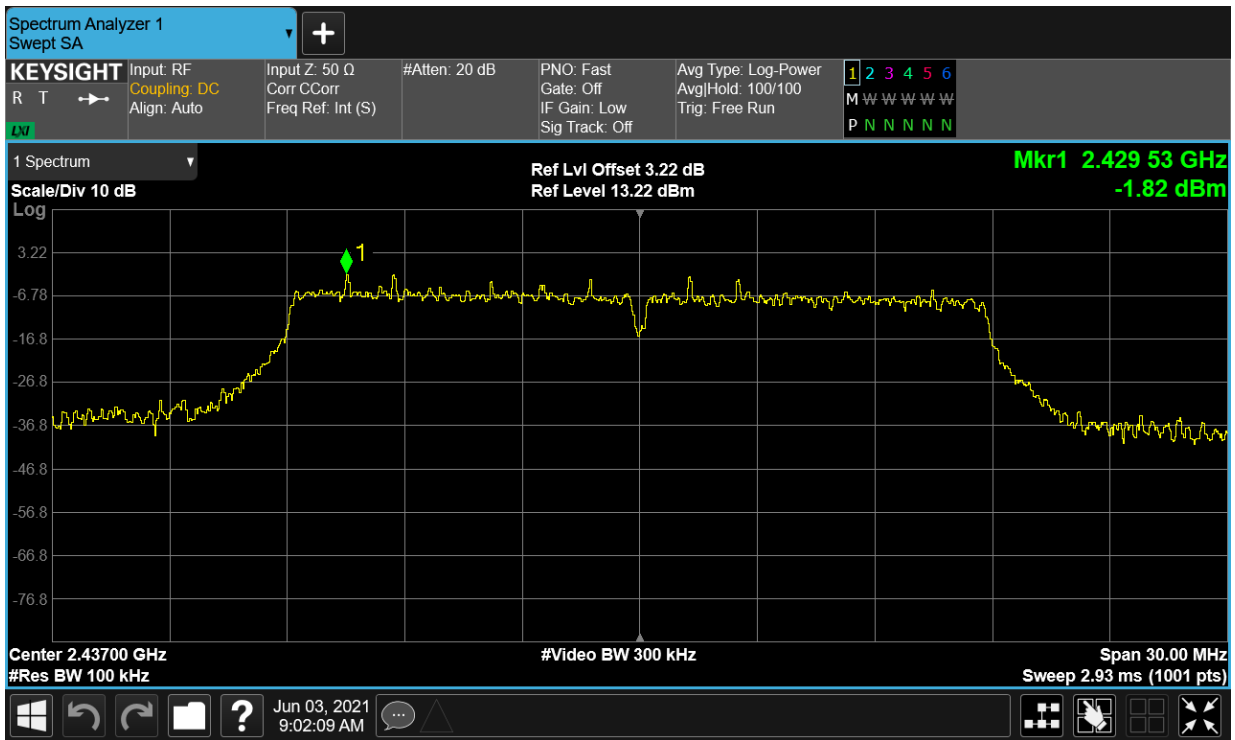 Spectrum Analyzer 1
Swept SA
+
KEYSIGHT Input: RF Input Z: 50 Ω #Atten: 20 dB PNO: Fast Avg Type: Log-Power 1 2 3 4 5 6
R T Coupling: DC Corr CCorr Gate: Off Avg|Hold: 100/100 M W W W W W
Align: Auto Freq Ref: Int (S) IF Gain: Low Trig: Free Run
LXI Sig Track: Off P N N N N N
1 Spectrum Ref Lvl Offset 3.22 dB Mkr1 2.429 53 GHz
Scale/Div 10 dB Ref Level 13.22 dBm -1.82 dBm
Log
1
3.22
-6.78
-16.8
-26.8
-36.8
-46.8
-56.8
-66.8
-76.8
Center 2.43700 GHz #Video BW 300 kHz Span 30.00 MHz
#Res BW 100 kHz Sweep 2.93 ms (1001 pts)
? Jun 03, 2021
9:02:09 AM